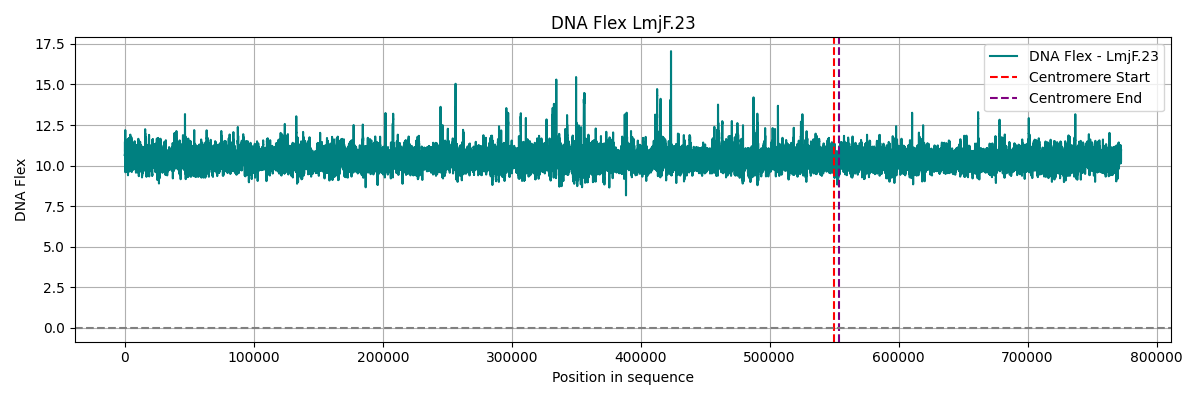 DNA Flex LmjF.23
17.5
15.0
12.5
10.0
7.5
5.0
2.5
0.0
DNA Flex
DNA Flex - LmjF.23
Centromere Start
Centromere End
0 100000 200000 300000 400000 500000 600000 700000 800000
Position in sequence